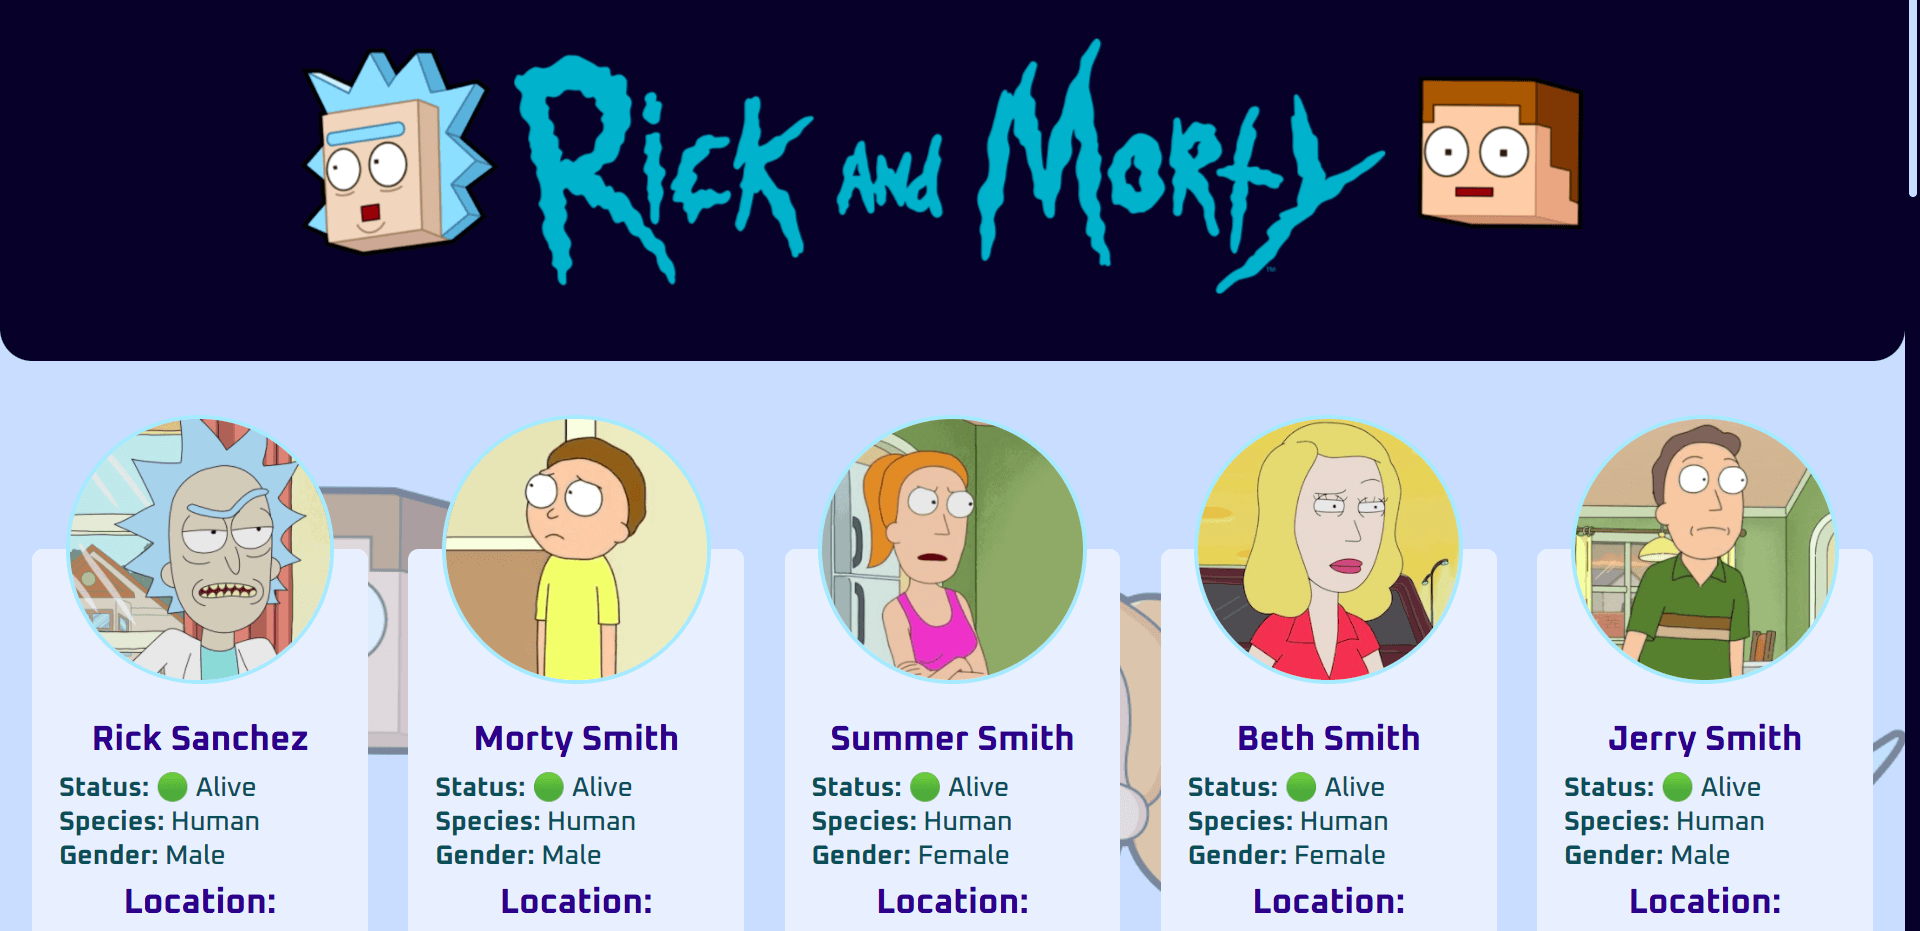 Rick and Morty
TM
Rick Sanchez
Status: Alive
Species: Human
Gender: Male
Location:
Morty Smith
Status: Alive
Species: Human
Gender: Male
Location:
Summer Smith
Status: Alive
Species: Human
Gender: Female
Location:
Beth Smith
Status: Alive
Species: Human
Gender: Female
Location:
Jerry Smith
Status: Alive
Species: Human
Gender: Male
Location: